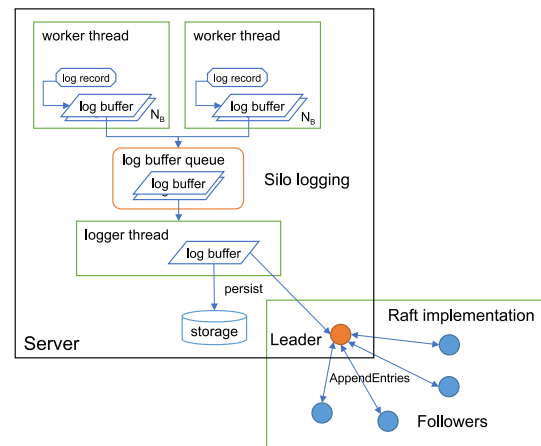 worker thread
worker thread
log record
log record
log buffer
log buffer
N_B
N_B
log buffer queue
log buffer
Silo logging
logger thread
log buffer
persist
storage
Server
Leader
Raft implementation
AppendEntries
Followers